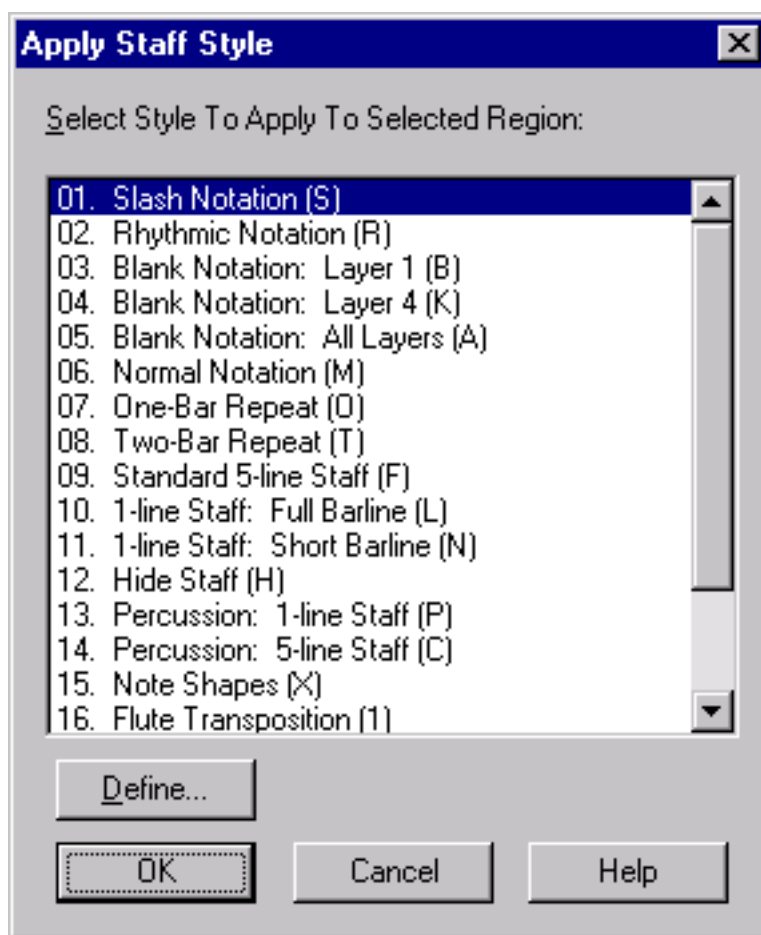 Apply Staff Style
Select Style To Apply To Selected Region:
01. Slash Notation (S)
02. Rhythmic Notation (R)
03. Blank Notation: Layer 1 (B)
04. Blank Notation: Layer 4 (K)
05. Blank Notation: All Layers (A)
06. Normal Notation (M)
07. One-Bar Repeat (O)
08. Two-Bar Repeat (T)
09. Standard 5-line Staff (F)
10. 1-line Staff: Full Barline (L)
11. 1-line Staff: Short Barline (N)
12. Hide Staff (H)
13. Percussion: 1-line Staff (P)
14. Percussion: 5-line Staff (C)
15. Note Shapes (X)
16. Flute Transposition (1)
Define...
OK Cancel Help